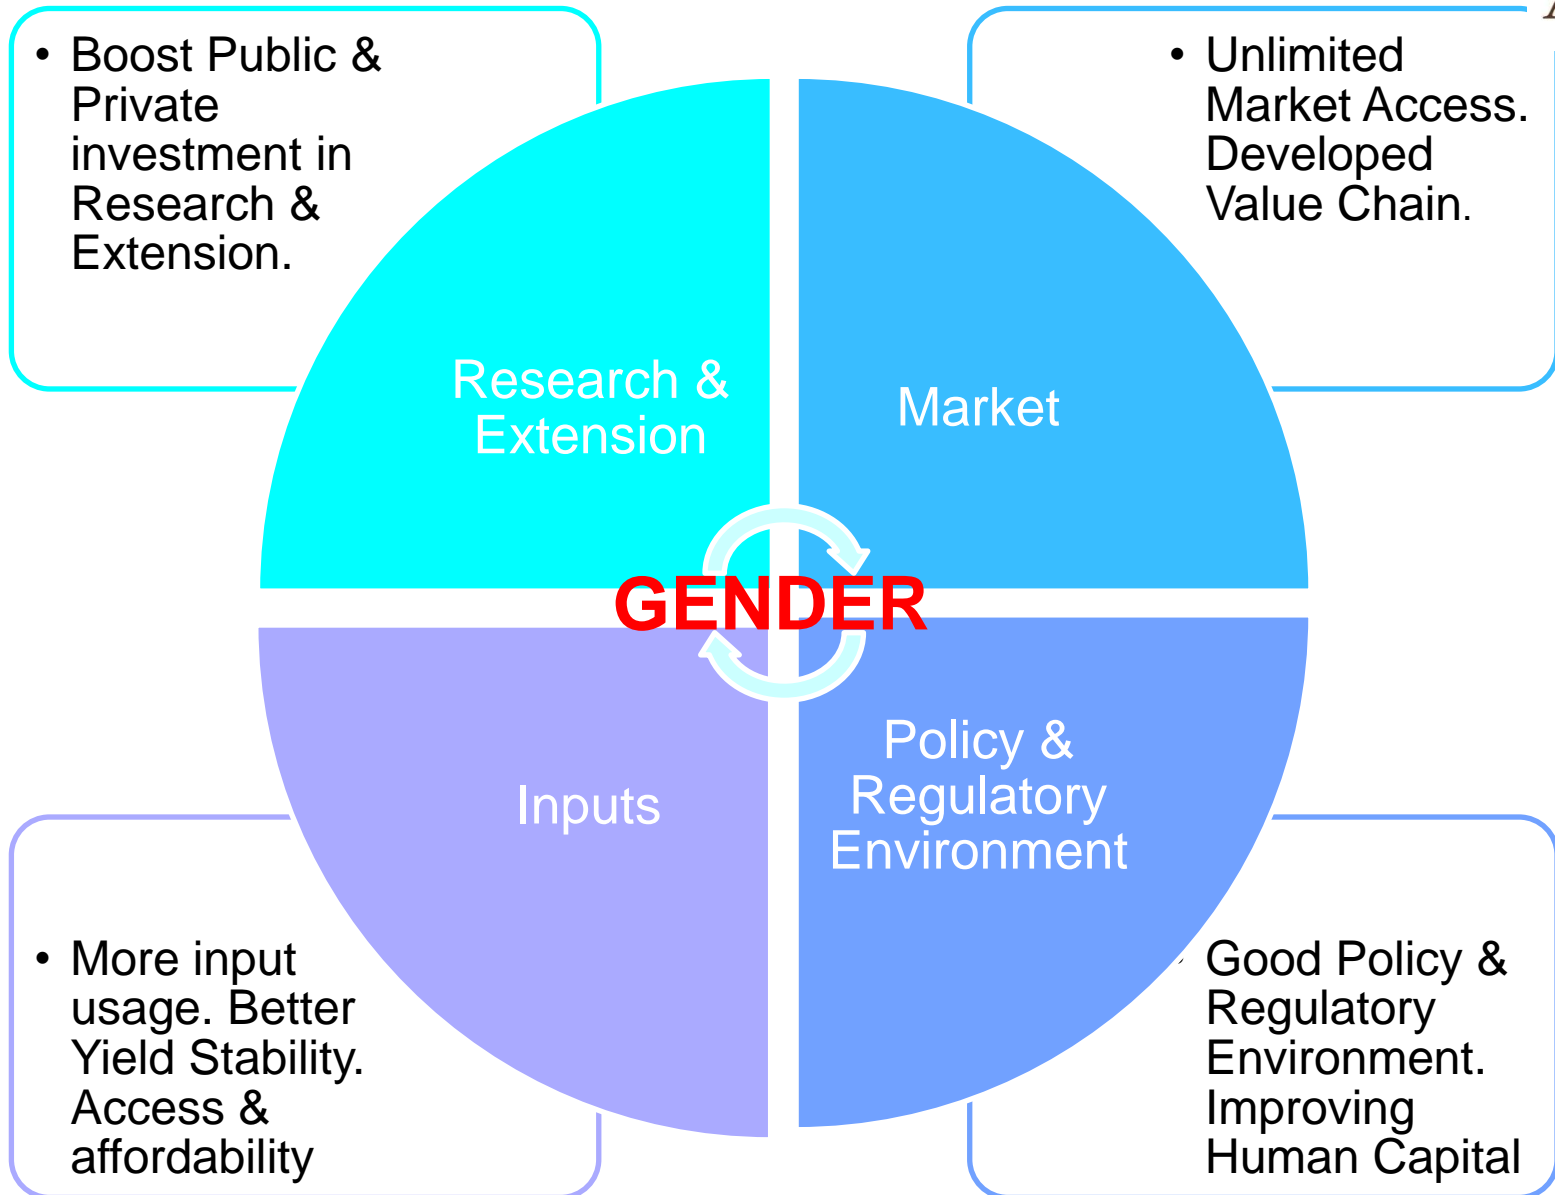 • Boost Public &
Private
investment in
Research &
Extension.
• Unlimited
Market Access.
Developed
Value Chain.
Research &
Extension
Market
GENDER
Inputs
Policy &
Regulatory
Environment
• More input
usage. Better
Yield Stability.
Access &
affordability
• Good Policy &
Regulatory
Environment.
Improving
Human Capital